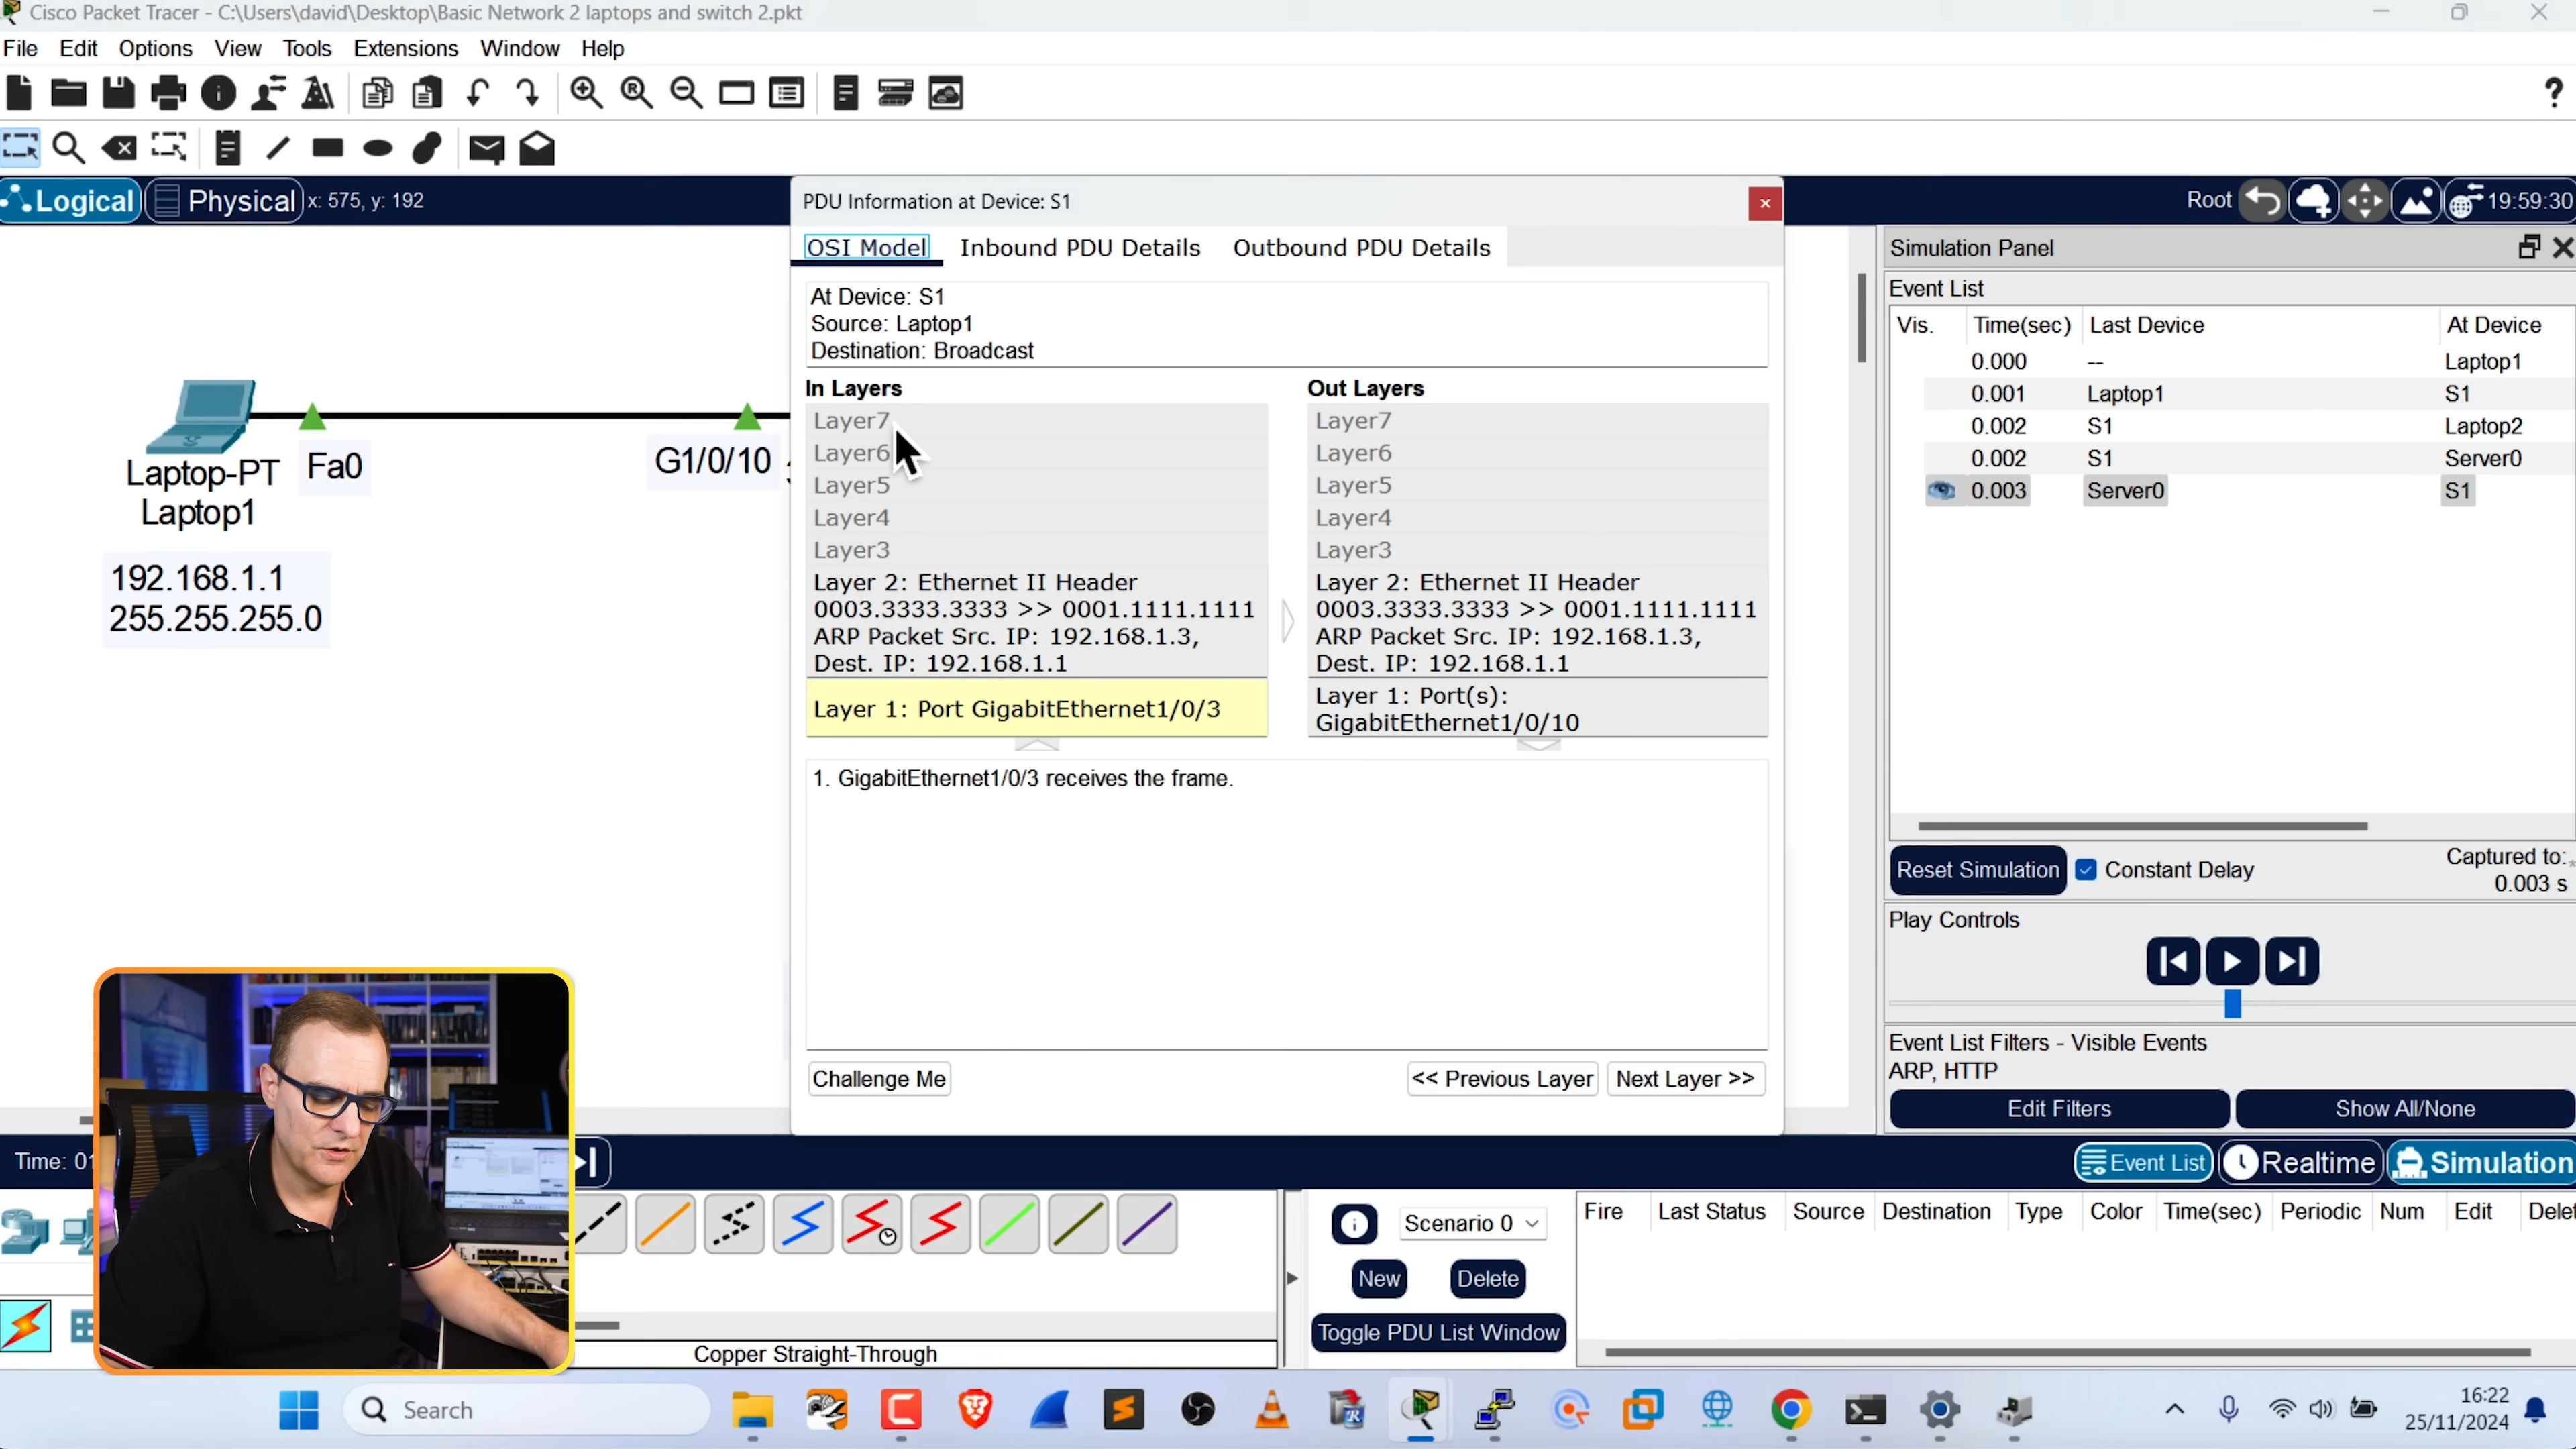 Cisco Packet Tracer - C:\Users\david\Desktop\Basic Network 2 laptops and switch 2.pkt
File Edit Options View Tools Extensions Window Help
Logical Physical x: 575, y: 192
Root 19:59:30
PDU Information at Device: S1
OSI Model Inbound PDU Details Outbound PDU Details
At Device: S1
Source: Laptop1
Destination: Broadcast
In Layers Out Layers
Layer7 Layer7
Layer6 Layer6
Layer5 Layer5
Layer4 Layer4
Layer3 Layer3
Layer 2: Ethernet II Header
0003.3333.3333 >> 0001.1111.1111
ARP Packet Src. IP: 192.168.1.3,
Dest. IP: 192.168.1.1
Layer 2: Ethernet II Header
0003.3333.3333 >> 0001.1111.1111
ARP Packet Src. IP: 192.168.1.3,
Dest. IP: 192.168.1.1
Layer 1: Port GigabitEthernet1/0/3
Layer 1: Port(s):
GigabitEthernet1/0/10
1. GigabitEthernet1/0/3 receives the frame.
Challenge Me << Previous Layer Next Layer >>
Laptop-PT
Laptop1
Fa0
G1/0/10
192.168.1.1
255.255.255.0
Simulation Panel
Event List
Vis. Time(sec) Last Device At Device
0.000 -- Laptop1
0.001 Laptop1 S1
0.002 S1 Laptop2
0.002 S1 Server0
0.003 Server0 S1
Reset Simulation Constant Delay
Captured to:
0.003 s
Play Controls
Event List Filters - Visible Events
ARP, HTTP
Edit Filters Show All/None
Time: 01
Event List Realtime Simulation
Scenario 0
New Delete
Toggle PDU List Window
Fire Last Status Source Destination Type Color Time(sec) Periodic Num Edit Delet
Copper Straight-Through
Search
16:22
25/11/2024